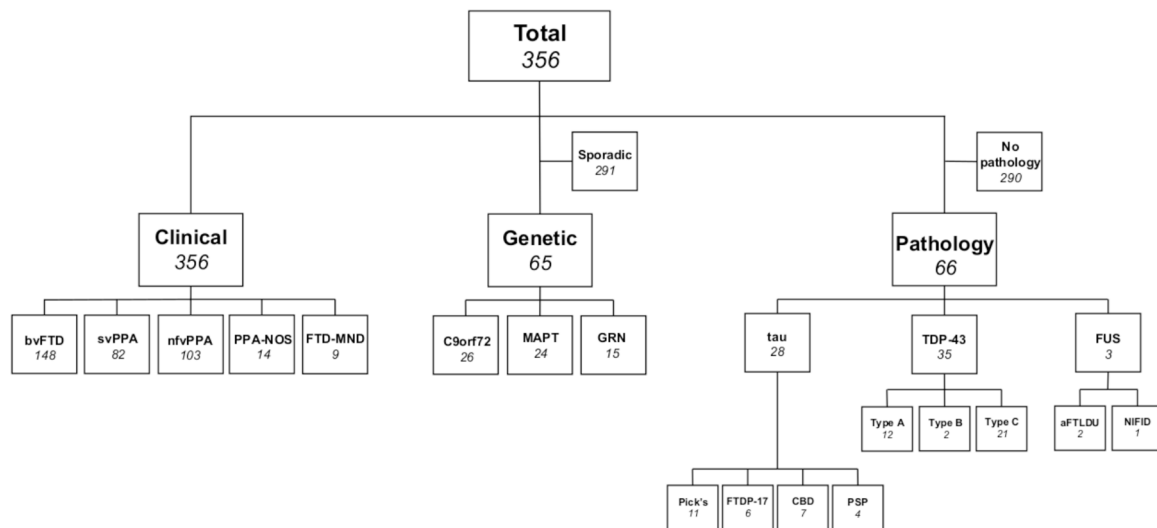 Total
356
Sporadic
291
No
pathology
290
Clinical
356
Genetic
65
Pathology
66
bvFTD
148
svPPA
82
nfvPPA
103
PPA-NOS
14
FTD-MND
9
C9orf72
26
MAPT
24
GRN
15
tau
28
TDP-43
35
FUS
3
Type A
12
Type B
2
Type C
21
aFTLDU
2
NIFID
1
Pick's
11
FTDP-17
6
CBD
7
PSP
4